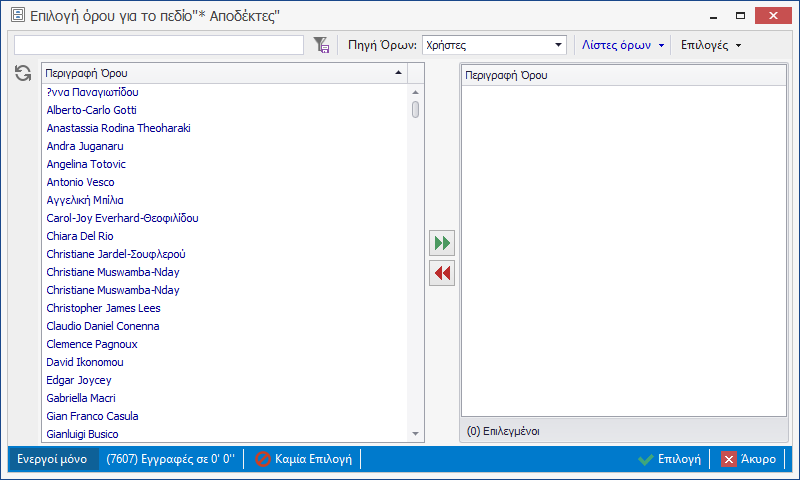 Επιλογή όρου για το πεδίο"* Αποδέκτες"
Πηγή Όρων: Χρήστες Λίστες όρων Επιλογές
Περιγραφή Όρου
?ννα Παναγιωτίδου
Alberto-Carlo Gotti
Anastassia Rodina Theoharaki
Andra Juganaru
Angelina Totovic
Antonio Vesco
Αγγελική Μπίλια
Carol-Joy Everhard-Θεοφιλίδου
Chiara Del Rio
Christiane Jardel-Σουφλερού
Christiane Muswamba-Nday
Christiane Muswamba-Nday
Christopher James Lees
Claudio Daniel Conenna
Clemence Pagnoux
David Ikonomou
Edgar Joycey
Gabriella Macri
Gian Franco Casula
Gianluigi Busico
Περιγραφή Όρου
(0) Επιλεγμένοι
Ενεργοί μόνο (7607) Εγγραφές σε 0' 0'' Καμία Επιλογή Επιλογή Άκυρο